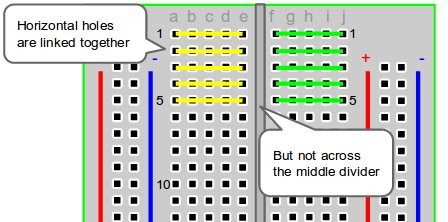 Horizontal holes
are linked together
a b c d e f g h i j
1 1
- + -
5 5
But not across
the middle divider
10